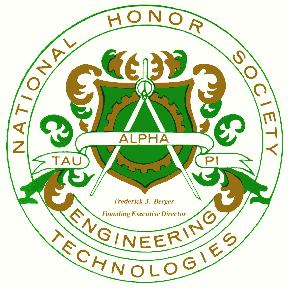 NATIONAL HONOR SOCIETY
TAU ALPHA PI
Frederick J. Berger
Founding Executive Director
ENGINEERING
TECHNOLOGIES